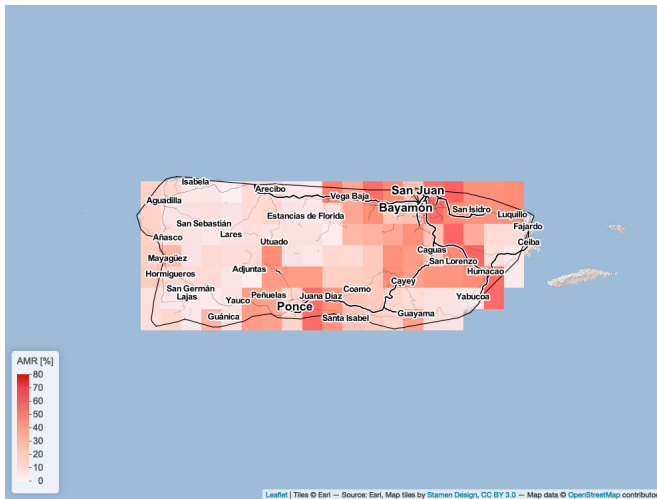 Isabela
San Juan
Arecibo
Vega Baja
Aguadilla
Bayamón
San Isidro
Luquillo
Estancias de Florida
San Sebastián
Fajardo
Añasco
Lares
Utuado
Ceiba
Caguas
Mayagüez
San Lorenzo
Hormigueros
Adjuntas
Humacao
Cayey
San Germán
Coamo
Lajas
Yauco
Peñuelas
Juana Díaz
Yabucoa
Ponce
Guánica
Santa Isabel
Guayama
AMR [%]
80
70
60
50
40
30
20
10
0
Leaflet | Tiles © Esri — Source: Esri, Map tiles by Stamen Design, CC BY 3.0 — Map data © OpenStreetMap contributor